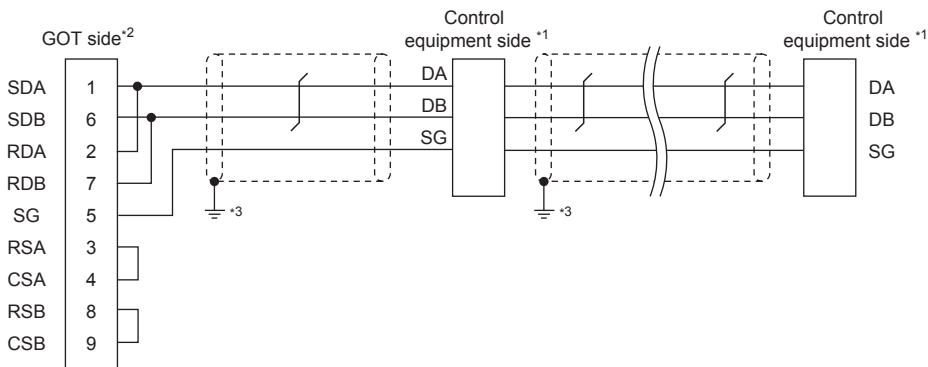 Control
equipment side *1
Control
equipment side *1
GOT side*2
SDA 1
SDB 6
RDA 2
RDB 7
SG 5
RSA 3
CSA 4
RSB 8
CSB 9
DA
DB
SG
DA
DB
SG
*3
*3